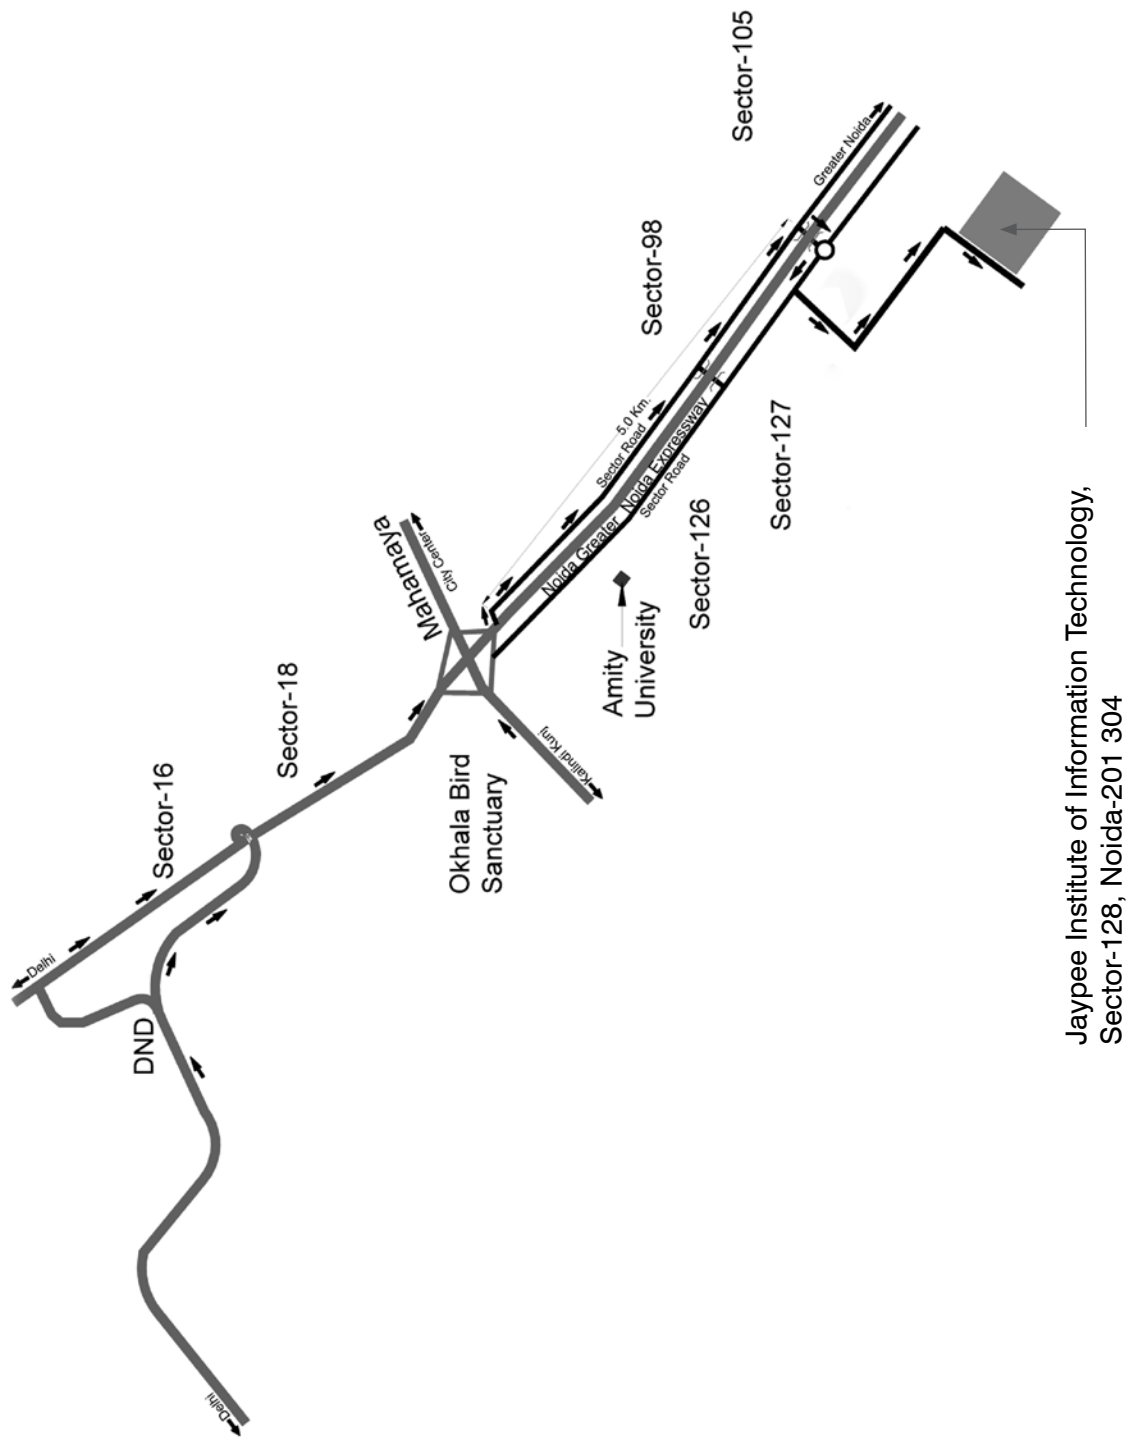 Delhi
DND
Delhi
Sector-16
Sector-18
Okhala Bird
Sanctuary
Mahamaya
City Center
Kalindi Kunj
Amity
University
Noida Greater Noida Expressway
Sector Road
5.0 Km.
Sector Road
Sector-126
Sector-127
Sector-98
Sector-105
Greater Noida
Jaypee Institute of Information Technology,
Sector-128, Noida-201 304